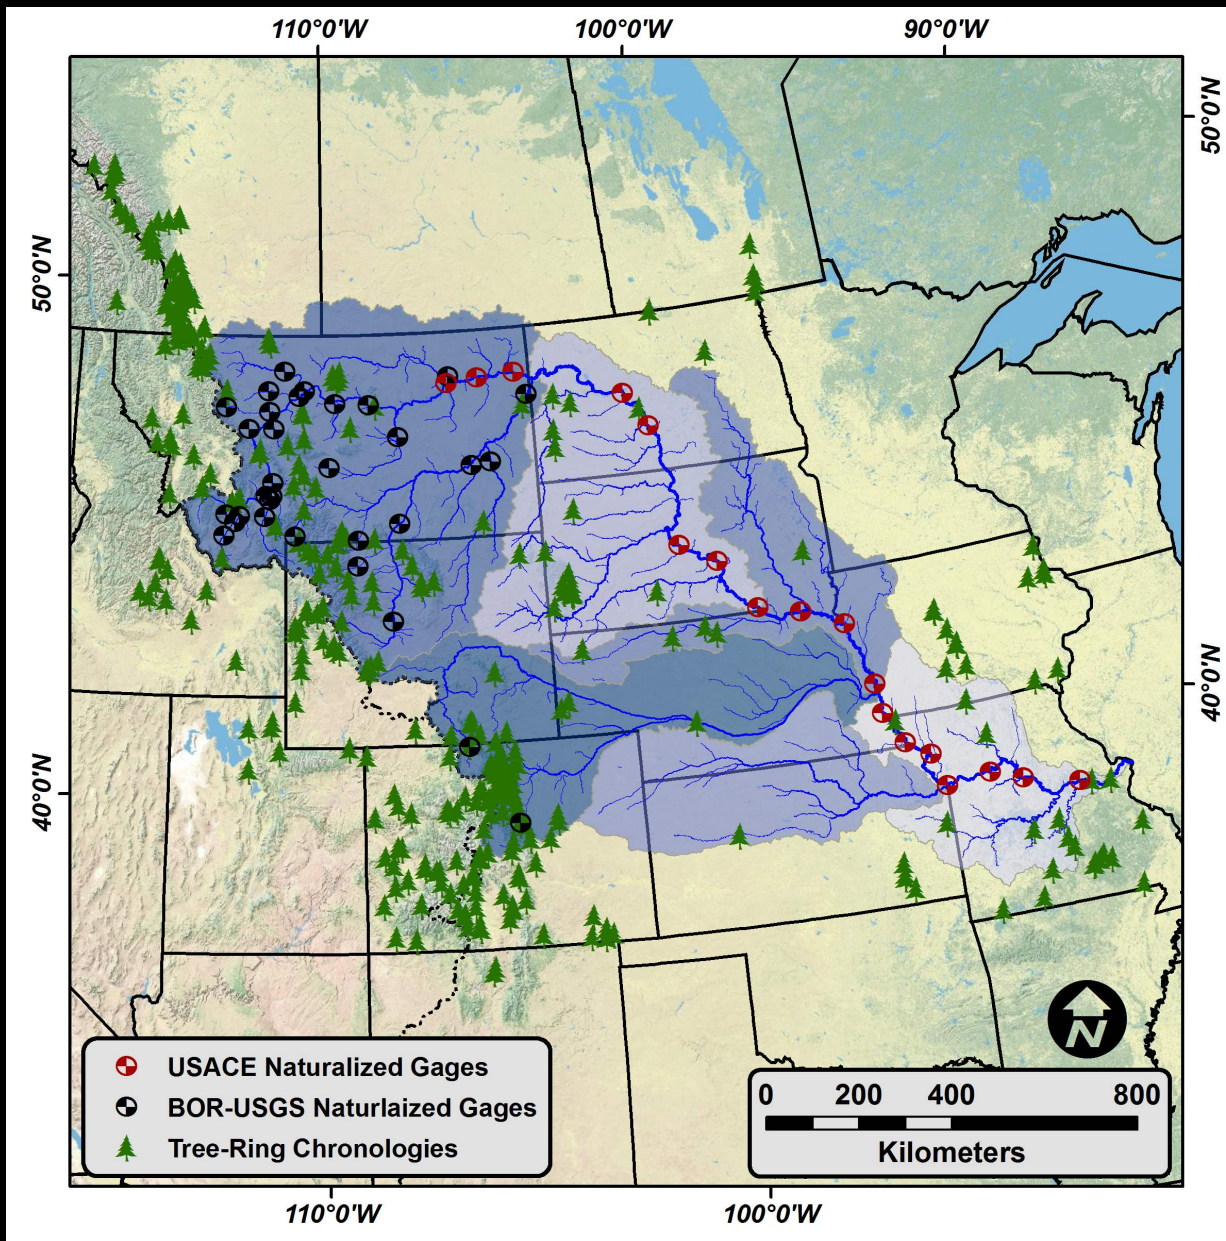 110°0'W 100°0'W 90°0'W
50°0'N
50°0'N
40°0'N
40°0'N
USACE Naturalized Gages
BOR-USGS Naturlaized Gages
Tree-Ring Chronologies
N
0 200 400 800
Kilometers
110°0'W 100°0'W